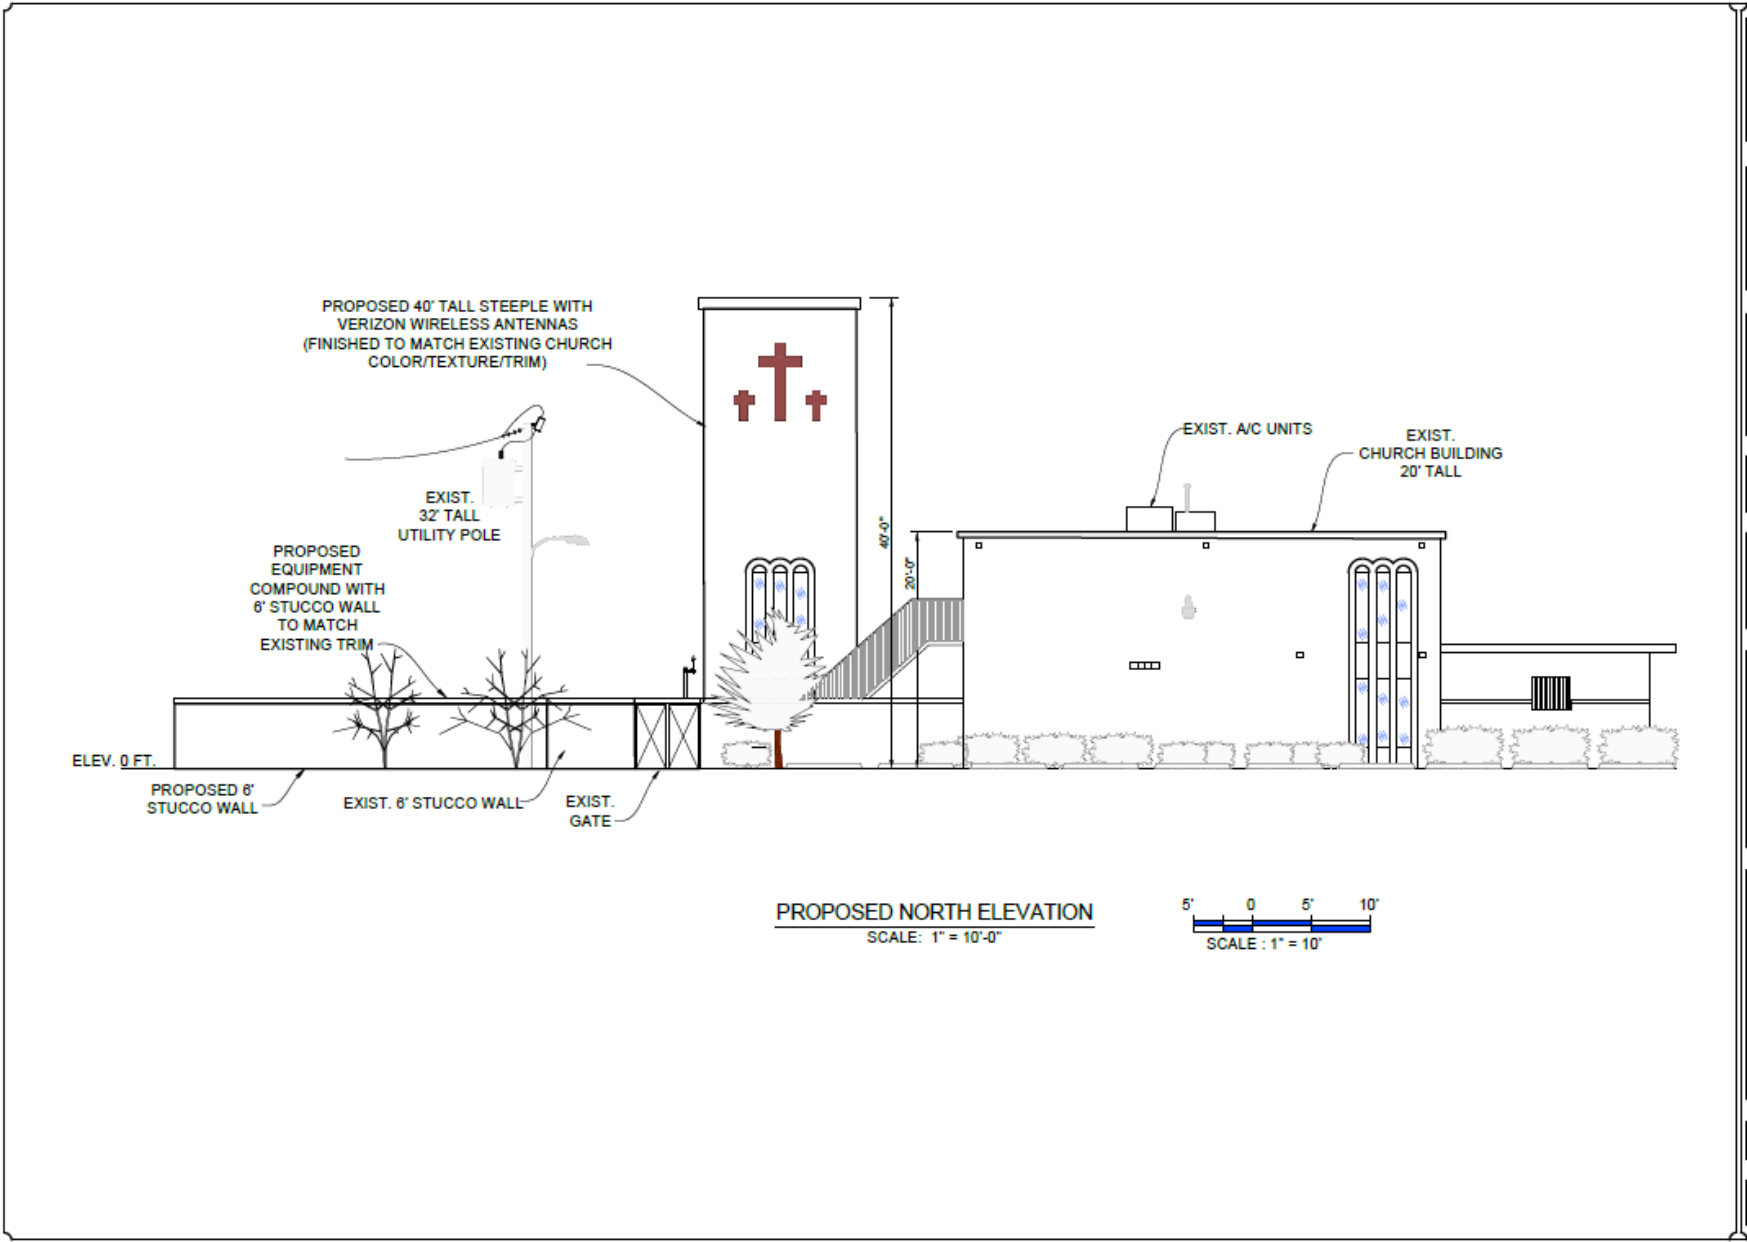 PROPOSED 40' TALL STEEPLE WITH
VERIZON WIRELESS ANTENNAS
(FINISHED TO MATCH EXISTING CHURCH
COLOR/TEXTURE/TRIM)
EXIST. A/C UNITS
EXIST.
CHURCH BUILDING
20' TALL
EXIST.
32' TALL
UTILITY POLE
40'-0"
20'-0"
PROPOSED
EQUIPMENT
COMPOUND WITH
6' STUCCO WALL
TO MATCH
EXISTING TRIM
ELEV. 0 FT.
PROPOSED 6'
STUCCO WALL
EXIST. 6' STUCCO WALL
EXIST.
GATE
PROPOSED NORTH ELEVATION
SCALE: 1" = 10'-0"
5' 0 5' 10'
SCALE : 1" = 10'